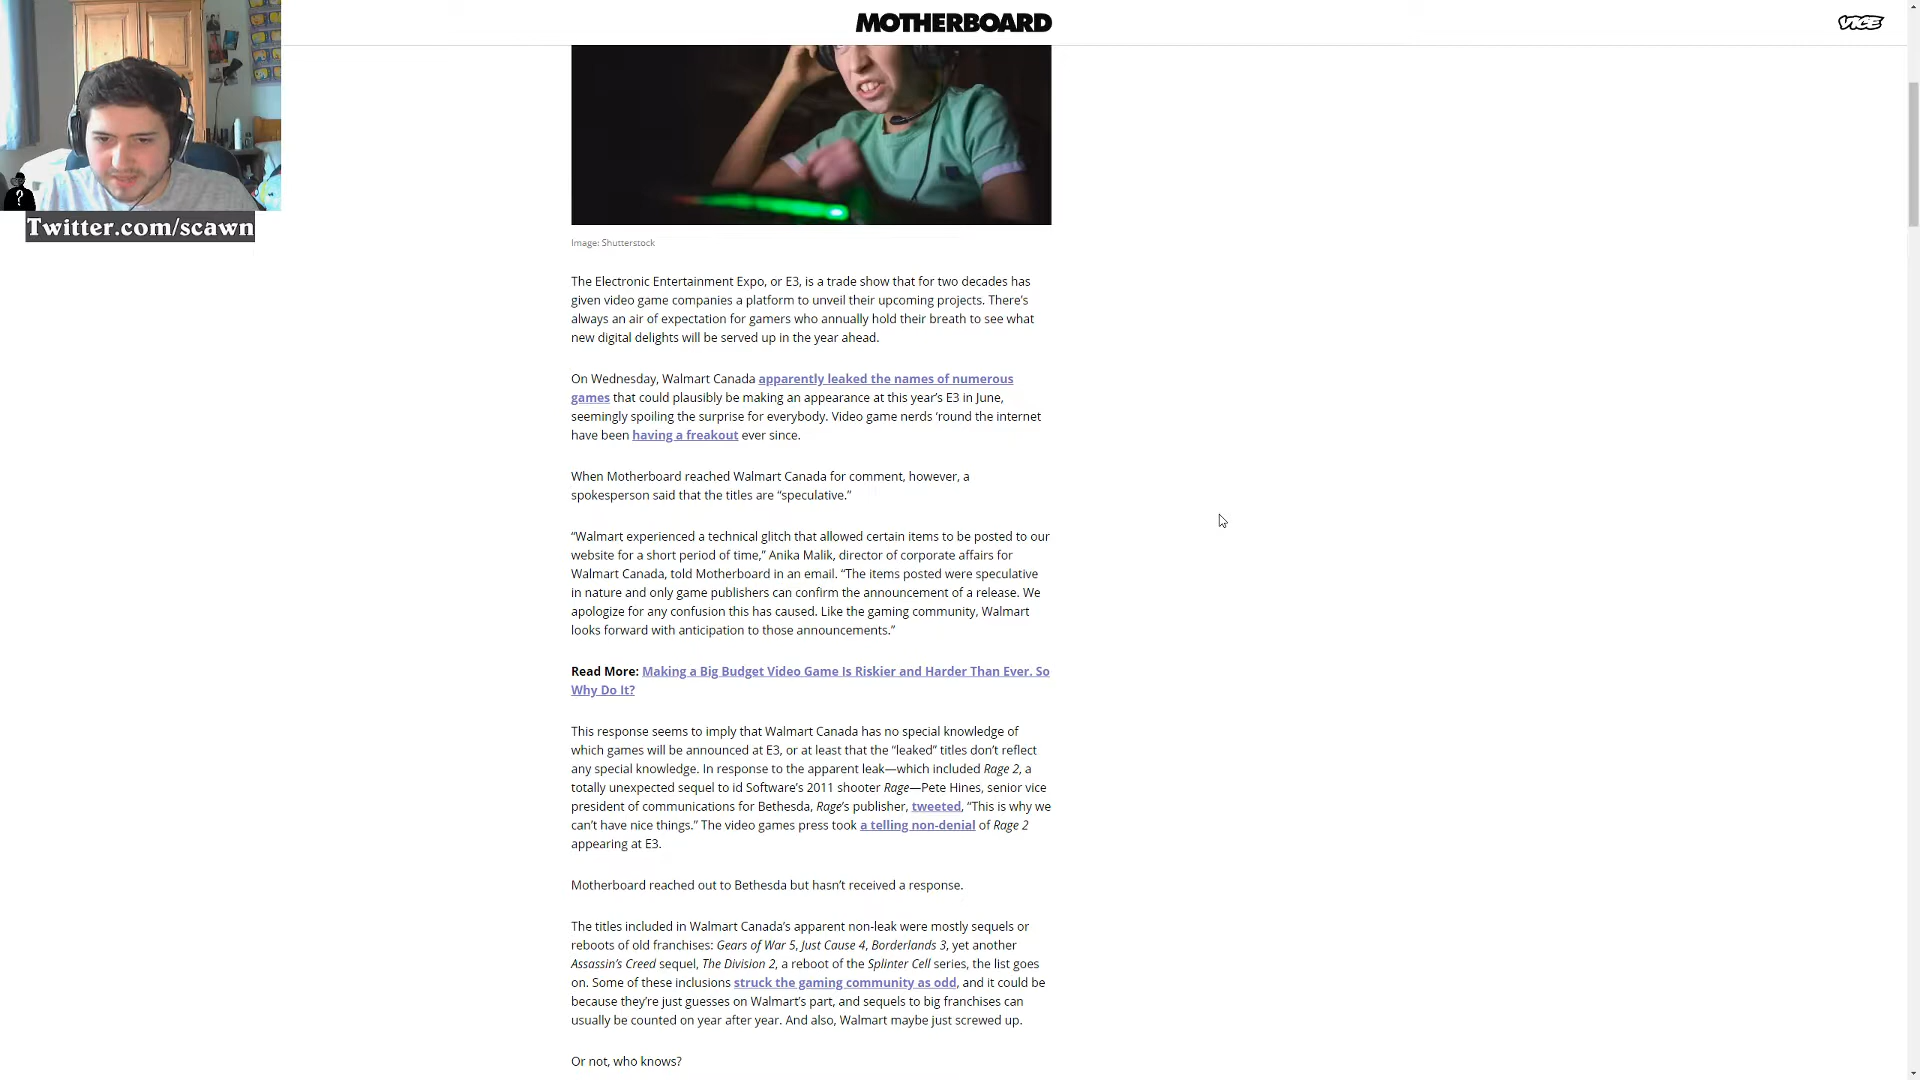 MOTHERBOARD
VICE
?
Twitter.com/scawn
Image: Shutterstock
The Electronic Entertainment Expo, or E3, is a trade show that for two decades has
given video game companies a platform to unveil their upcoming projects. There’s
always an air of expectation for gamers who annually hold their breath to see what
new digital delights will be served up in the year ahead.
On Wednesday, Walmart Canada apparently leaked the names of numerous
games that could plausibly be making an appearance at this year’s E3 in June,
seemingly spoiling the surprise for everybody. Video game nerds ‘round the internet
have been having a freakout ever since.
When Motherboard reached Walmart Canada for comment, however, a
spokesperson said that the titles are “speculative.”
“Walmart experienced a technical glitch that allowed certain items to be posted to our
website for a short period of time,” Anika Malik, director of corporate affairs for
Walmart Canada, told Motherboard in an email. “The items posted were speculative
in nature and only game publishers can confirm the announcement of a release. We
apologize for any confusion this has caused. Like the gaming community, Walmart
looks forward with anticipation to those announcements.”
Read More: Making a Big Budget Video Game Is Riskier and Harder Than Ever. So
Why Do It?
This response seems to imply that Walmart Canada has no special knowledge of
which games will be announced at E3, or at least that the “leaked” titles don’t reflect
any special knowledge. In response to the apparent leak—which included Rage 2, a
totally unexpected sequel to id Software’s 2011 shooter Rage—Pete Hines, senior vice
president of communications for Bethesda, Rage’s publisher, tweeted, “This is why we
can’t have nice things.” The video games press took a telling non-denial of Rage 2
appearing at E3.
Motherboard reached out to Bethesda but hasn’t received a response.
The titles included in Walmart Canada’s apparent non-leak were mostly sequels or
reboots of old franchises: Gears of War 5, Just Cause 4, Borderlands 3, yet another
Assassin’s Creed sequel, The Division 2, a reboot of the Splinter Cell series, the list goes
on. Some of these inclusions struck the gaming community as odd, and it could be
because they’re just guesses on Walmart’s part, and sequels to big franchises can
usually be counted on year after year. And also, Walmart maybe just screwed up.
Or not, who knows?